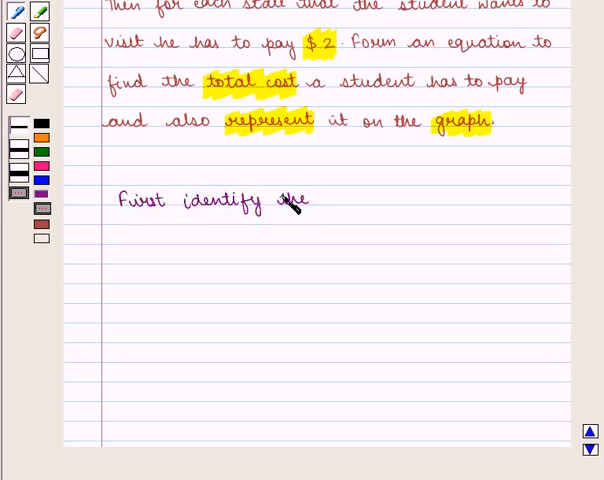 Then for each stall that the student wants to
visit he has to pay $2. Form an equation to
find the total cost a student has to pay
and also represent it on the graph.
First identify the